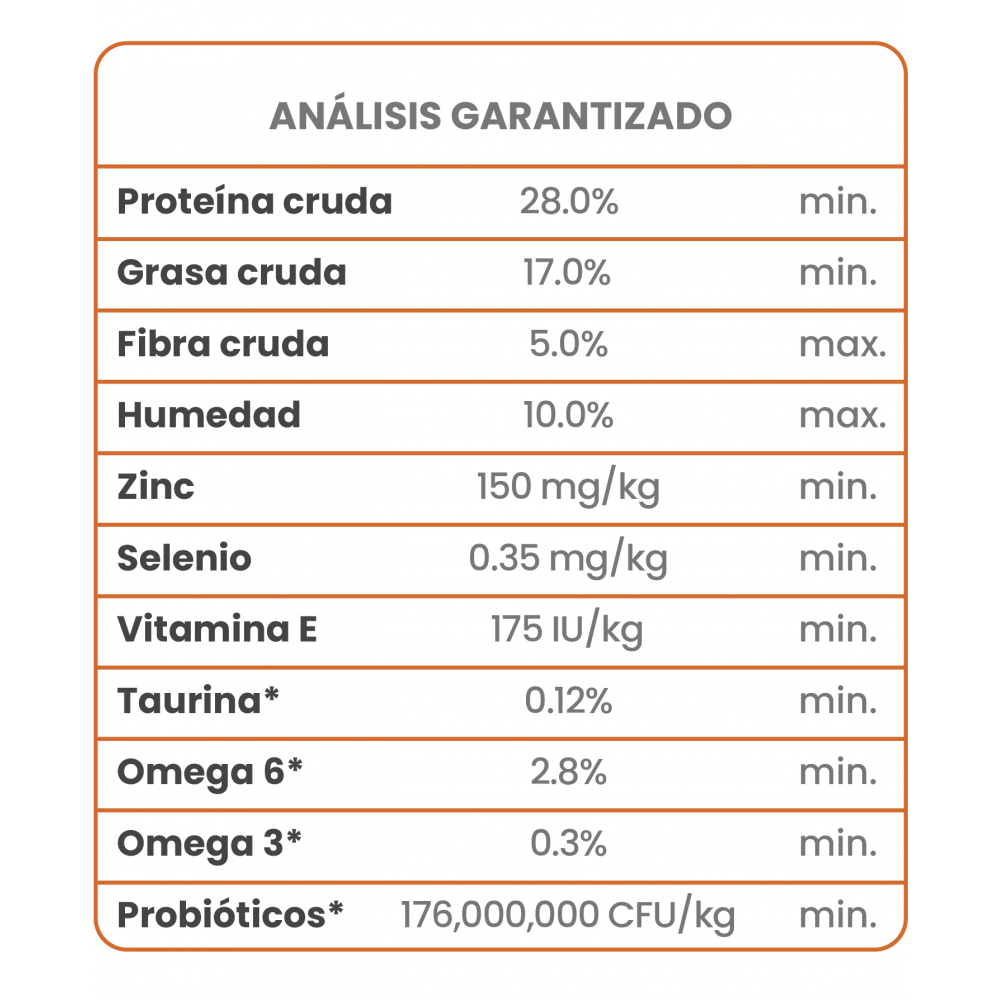 ANÁLISIS GARANTIZADO
Proteína cruda 28.0% min.
Grasa cruda 17.0% min.
Fibra cruda 5.0% max.
Humedad 10.0% max.
Zinc 150 mg/kg min.
Selenio 0.35 mg/kg min.
Vitamina E 175 IU/kg min.
Taurina* 0.12% min.
Omega 6* 2.8% min.
Omega 3* 0.3% min.
Probióticos* 176,000,000 CFU/kg min.